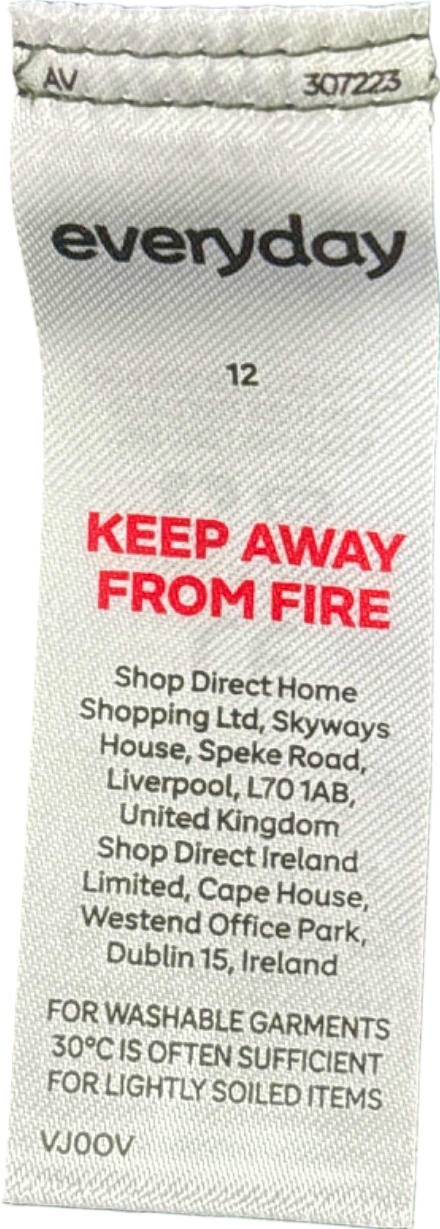 AV 307223
everyday
12
KEEP AWAY
FROM FIRE
Shop Direct Home
Shopping Ltd, Skyways
House, Speke Road,
Liverpool, L70 1AB,
United Kingdom
Shop Direct Ireland
Limited, Cape House,
Westend Office Park,
Dublin 15, Ireland
FOR WASHABLE GARMENTS
30°C IS OFTEN SUFFICIENT
FOR LIGHTLY SOILED ITEMS
VJ00V